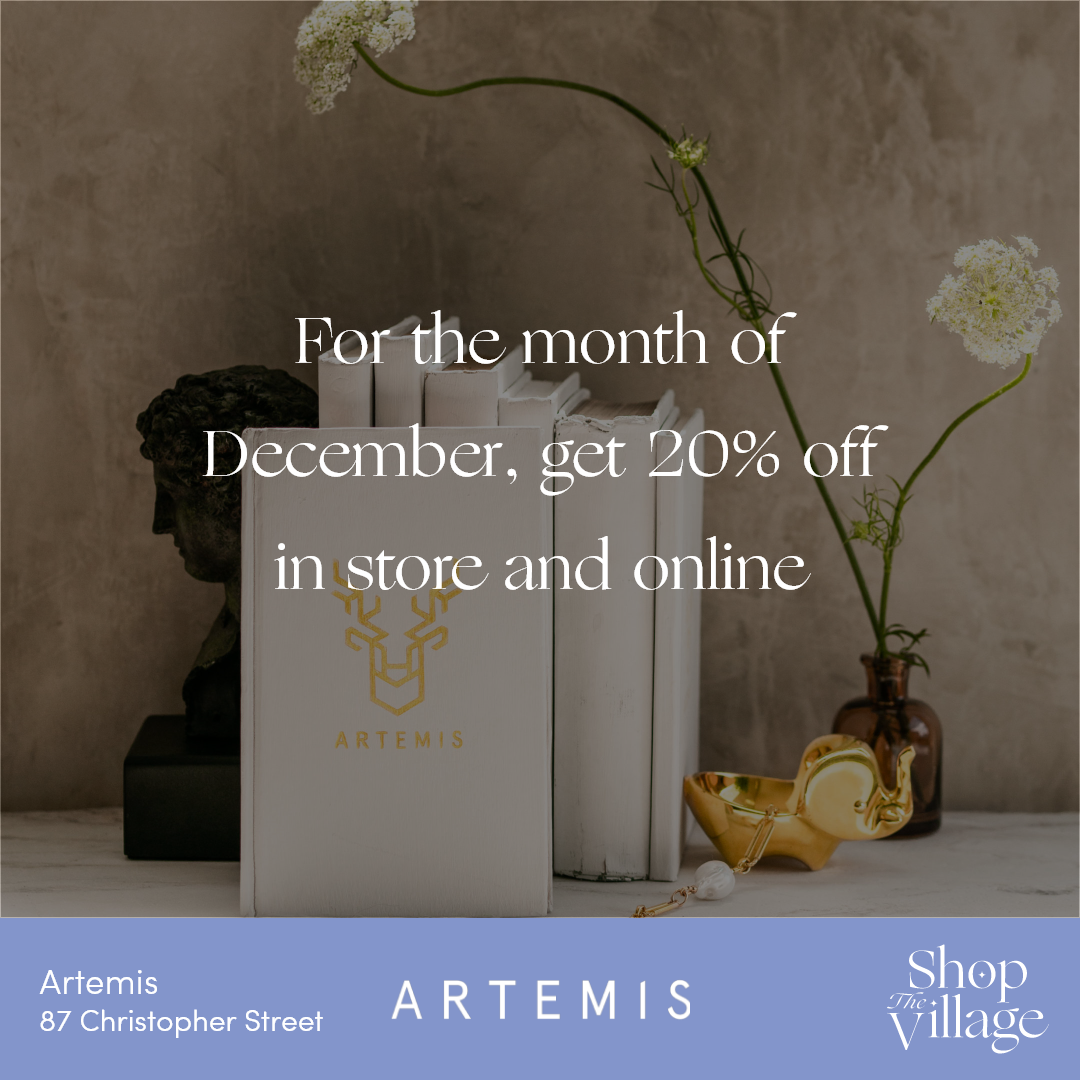 For the month of
December, get 20% off
in store and online
ARTEMIS
Artemis
87 Christopher Street
ARTEMIS
Shop
The
Village